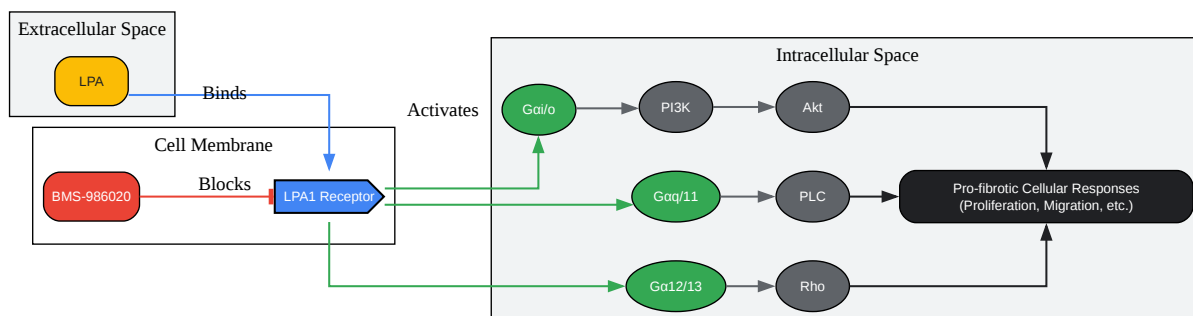 Extracellular Space
LPA
Binds
Cell Membrane
BMS-986020
Blocks
LPA1 Receptor
Activates
Intracellular Space
Gαi/o
PI3K
Akt
Gαq/11
PLC
Pro-fibrotic Cellular Responses
(Proliferation, Migration, etc.)
Gα12/13
Rho